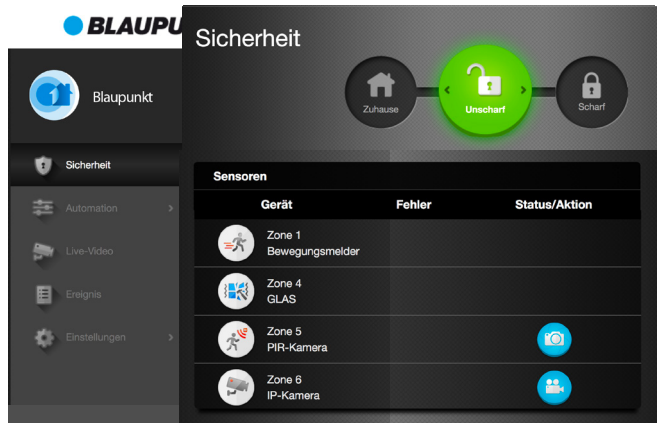 BLAUPU
Blaupunkt
Sicherheit
Automation
Live-Video
Ereignis
Einstellungen
Sicherheit
Zuhause
Unscharf
Scharf
Sensoren
Gerät Fehler Status/Aktion
Zone 1
Bewegungsmelder
Zone 4
GLAS
Zone 5
PIR-Kamera
Zone 6
IP-Kamera